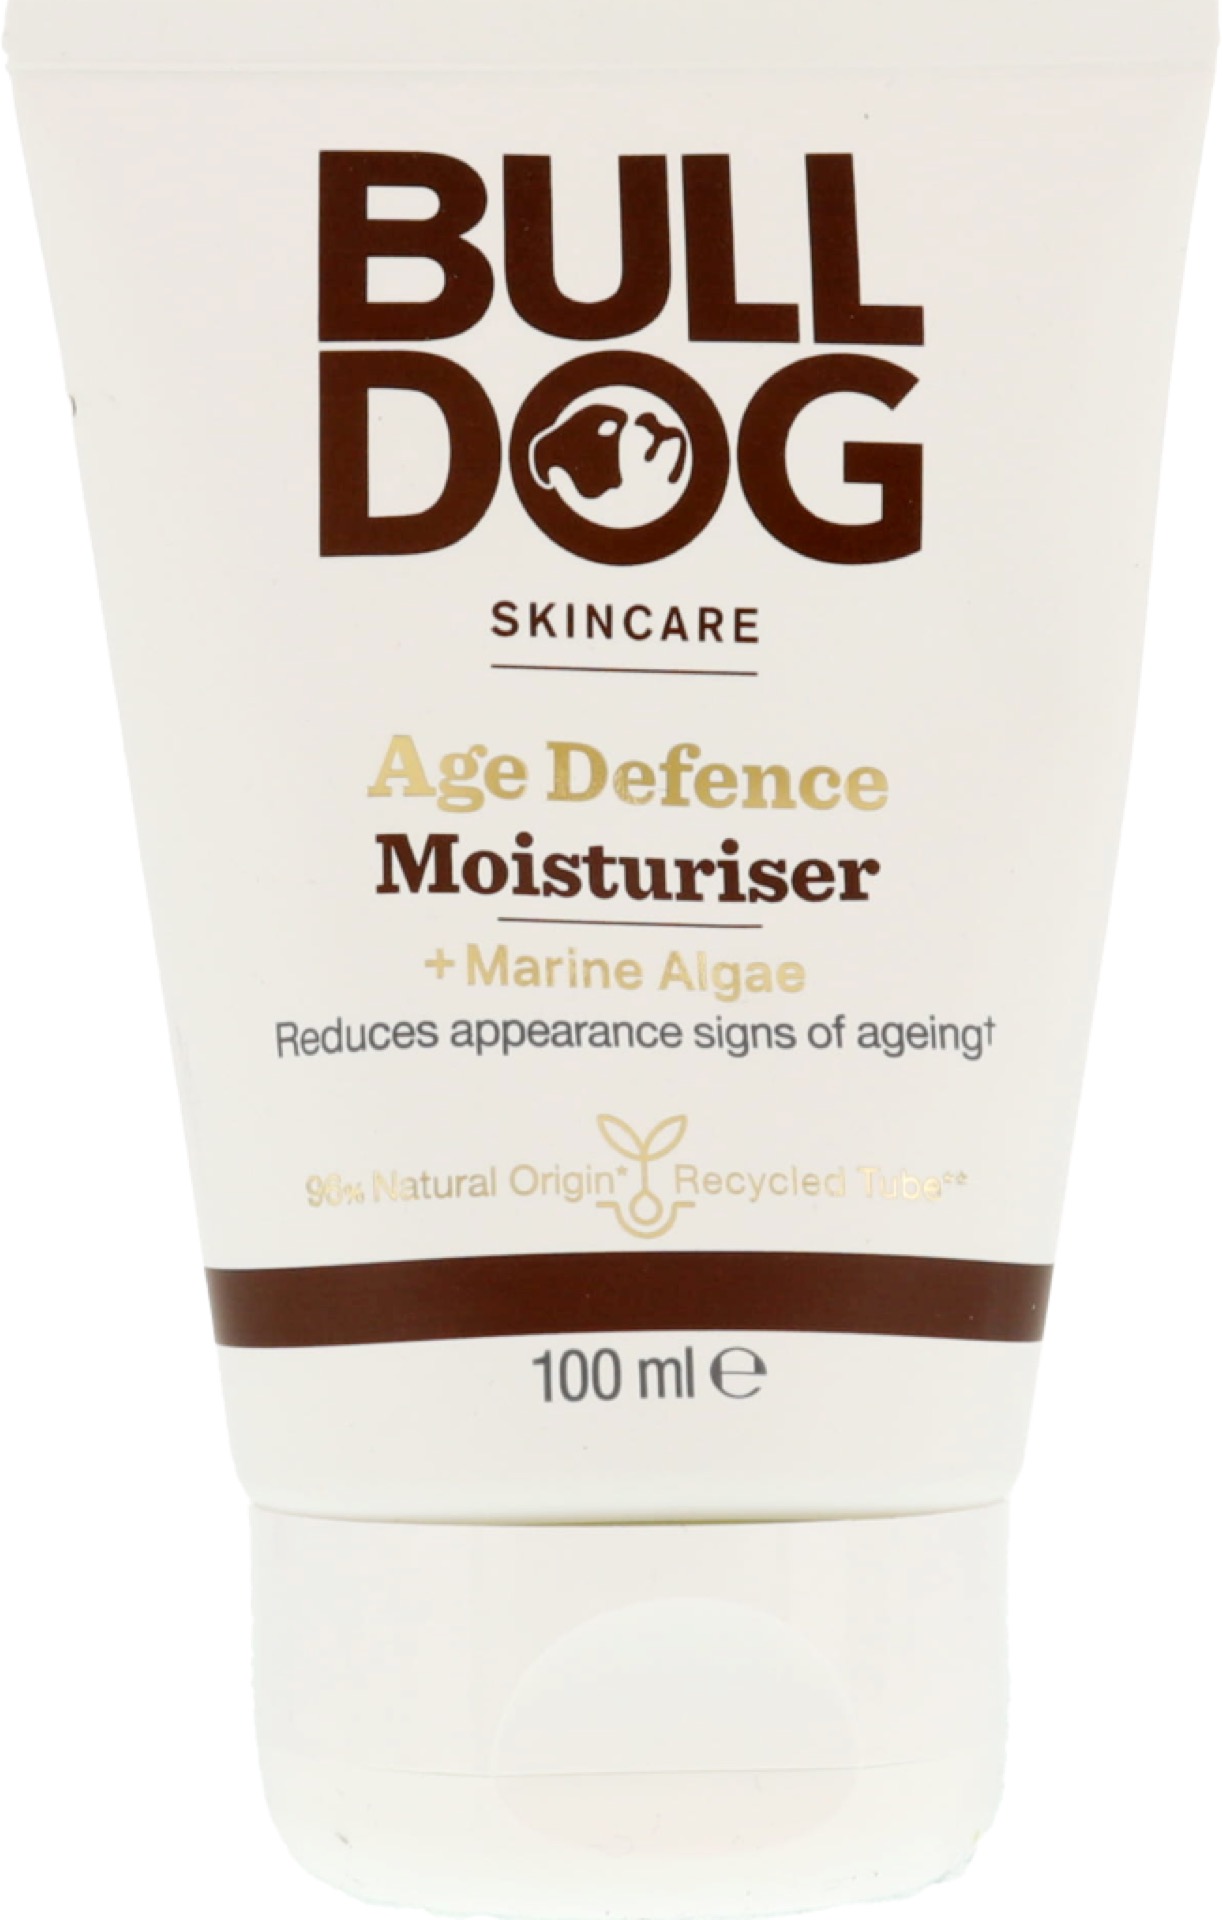 BULL
DOG
SKINCARE
Age Defence
Moisturiser
+ Marine Algae
Reduces appearance signs of ageing†
98% Natural Origin* Recycled Tube**
100 ml ℮